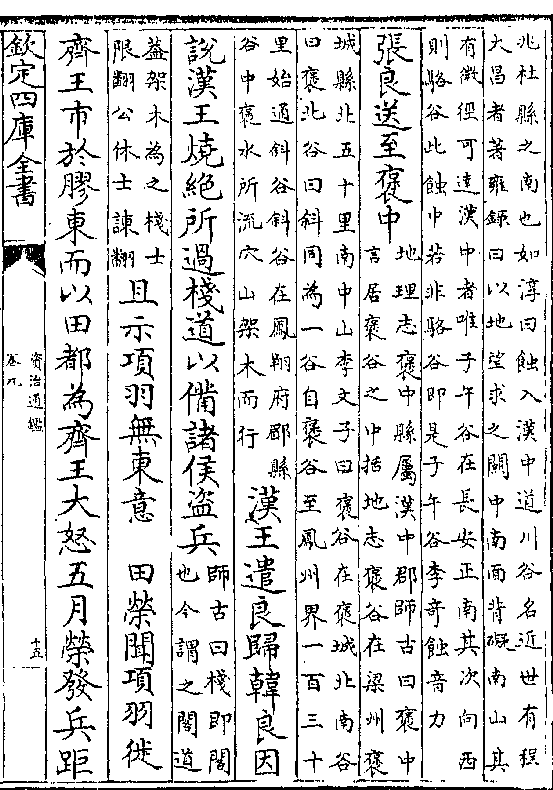 兆杜縣之南也如淳曰蝕入漢中道川谷名近世有程
大昌者著雍録曰以地望求之關中南面背礙南山其
有微徑可達漢中者唯子午谷在長安正南其次向西
則駱谷此蝕中若非駱谷即是子午谷李奇蝕音力
張良送至褒中
地理志褒中縣屬漢中郡師古曰褒中
言居褒谷之中括地志褒谷在梁州褒
城縣北五十里南中山李文子曰褒谷在褒城北南谷
曰褒北谷曰斜同為一谷自褒谷至鳳州界一百三十
里始通斜谷斜谷在鳳翔府郿縣
谷中褒水所流穴山架木而行
漢王遣良歸韓良因
說漢王燒絶所過棧道以備諸侯盜兵
師古曰棧即閣
也今謂之閣道
蓋架木為之棧士
限翻公休士諫翻
且示項羽無東意　田榮聞項羽徙
齊王市於膠東而以田都為齊王大怒五月榮發兵距
欽定四庫全書
資治通鑑
卷九
十五